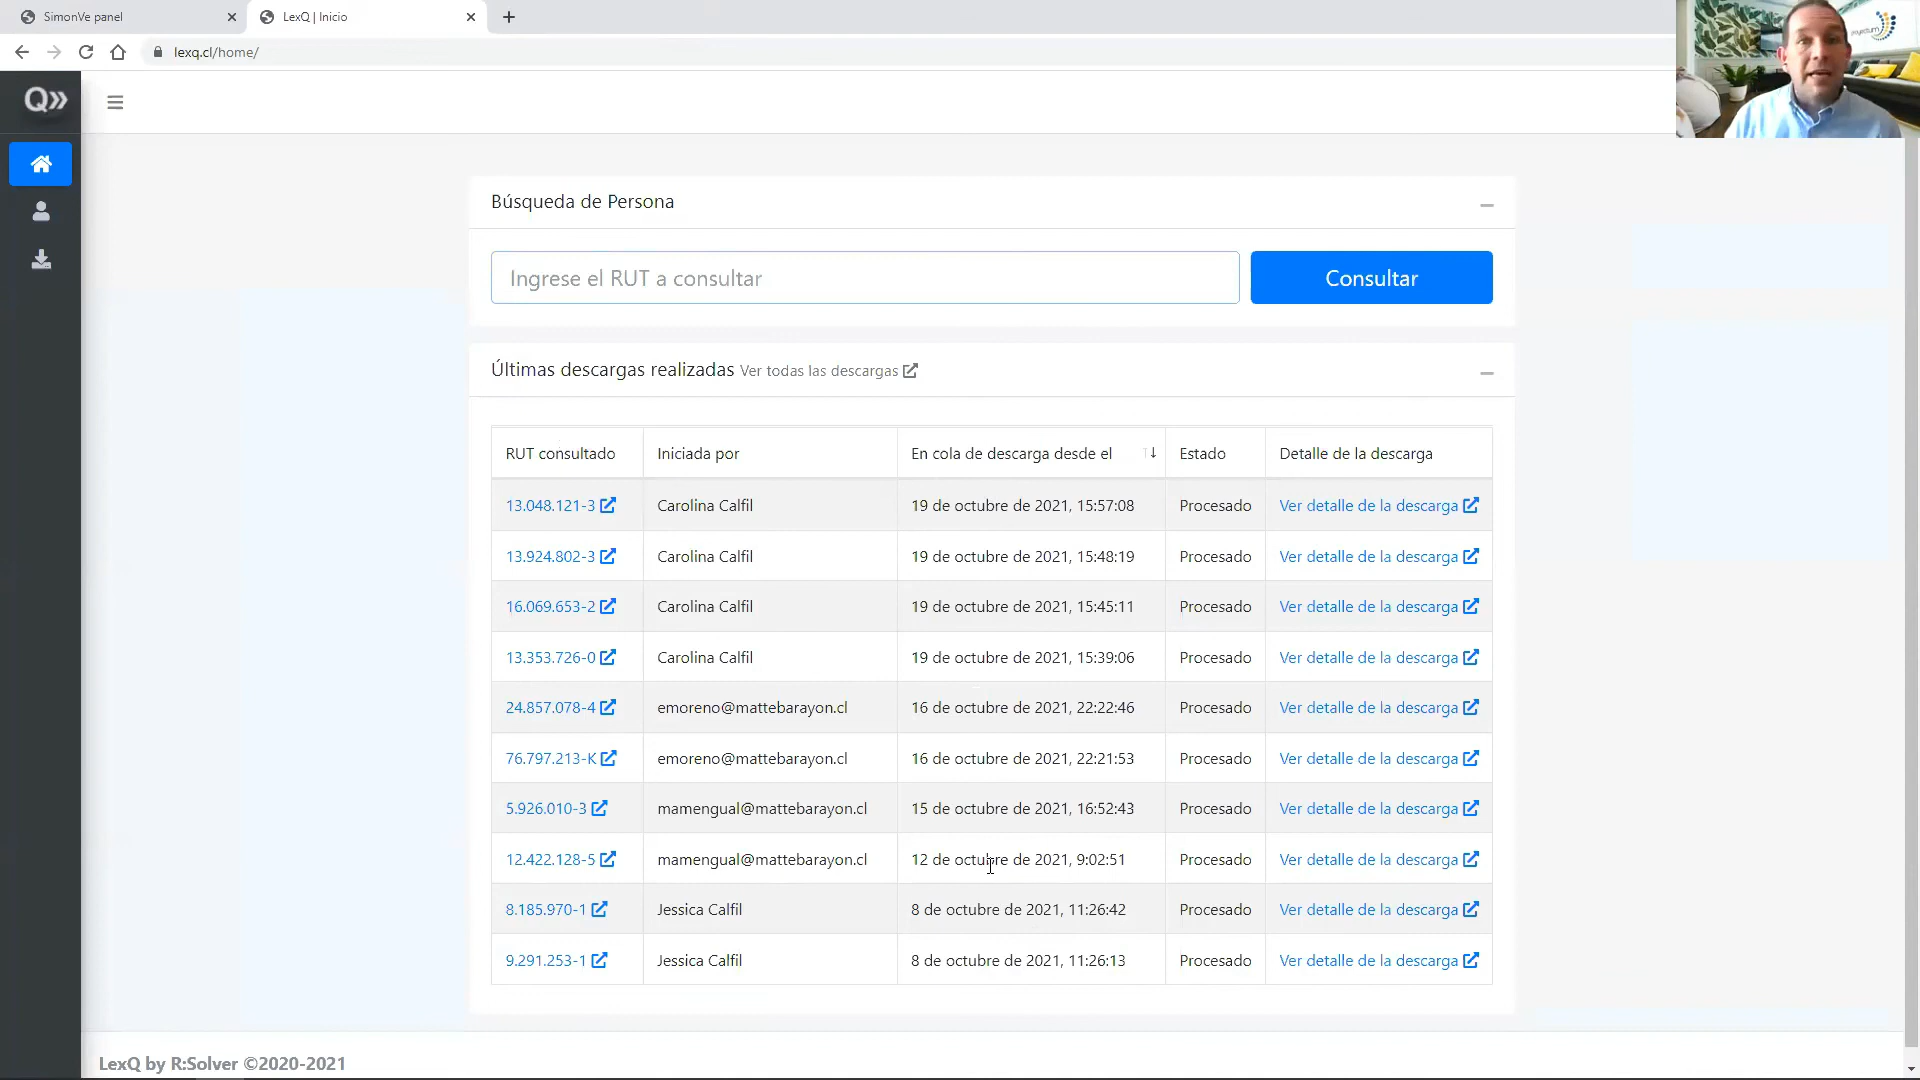 SimonVe panel
LexQ | Inicio
lexq.cl/home/
Q»
Búsqueda de Persona
Ingrese el RUT a consultar
Consultar
Últimas descargas realizadas Ver todas las descargas
RUT consultado Iniciada por En cola de descarga desde el Estado Detalle de la descarga
13.048.121-3 Carolina Calfil 19 de octubre de 2021, 15:57:08 Procesado Ver detalle de la descarga
13.924.802-3 Carolina Calfil 19 de octubre de 2021, 15:48:19 Procesado Ver detalle de la descarga
16.069.653-2 Carolina Calfil 19 de octubre de 2021, 15:45:11 Procesado Ver detalle de la descarga
13.353.726-0 Carolina Calfil 19 de octubre de 2021, 15:39:06 Procesado Ver detalle de la descarga
24.857.078-4 emoreno@mattebarayon.cl 16 de octubre de 2021, 22:22:46 Procesado Ver detalle de la descarga
76.797.213-K emoreno@mattebarayon.cl 16 de octubre de 2021, 22:21:53 Procesado Ver detalle de la descarga
5.926.010-3 mamengual@mattebarayon.cl 15 de octubre de 2021, 16:52:43 Procesado Ver detalle de la descarga
12.422.128-5 mamengual@mattebarayon.cl 12 de octubre de 2021, 9:02:51 Procesado Ver detalle de la descarga
8.185.970-1 Jessica Calfil 8 de octubre de 2021, 11:26:42 Procesado Ver detalle de la descarga
9.291.253-1 Jessica Calfil 8 de octubre de 2021, 11:26:13 Procesado Ver detalle de la descarga
LexQ by R:Solver ©2020-2021